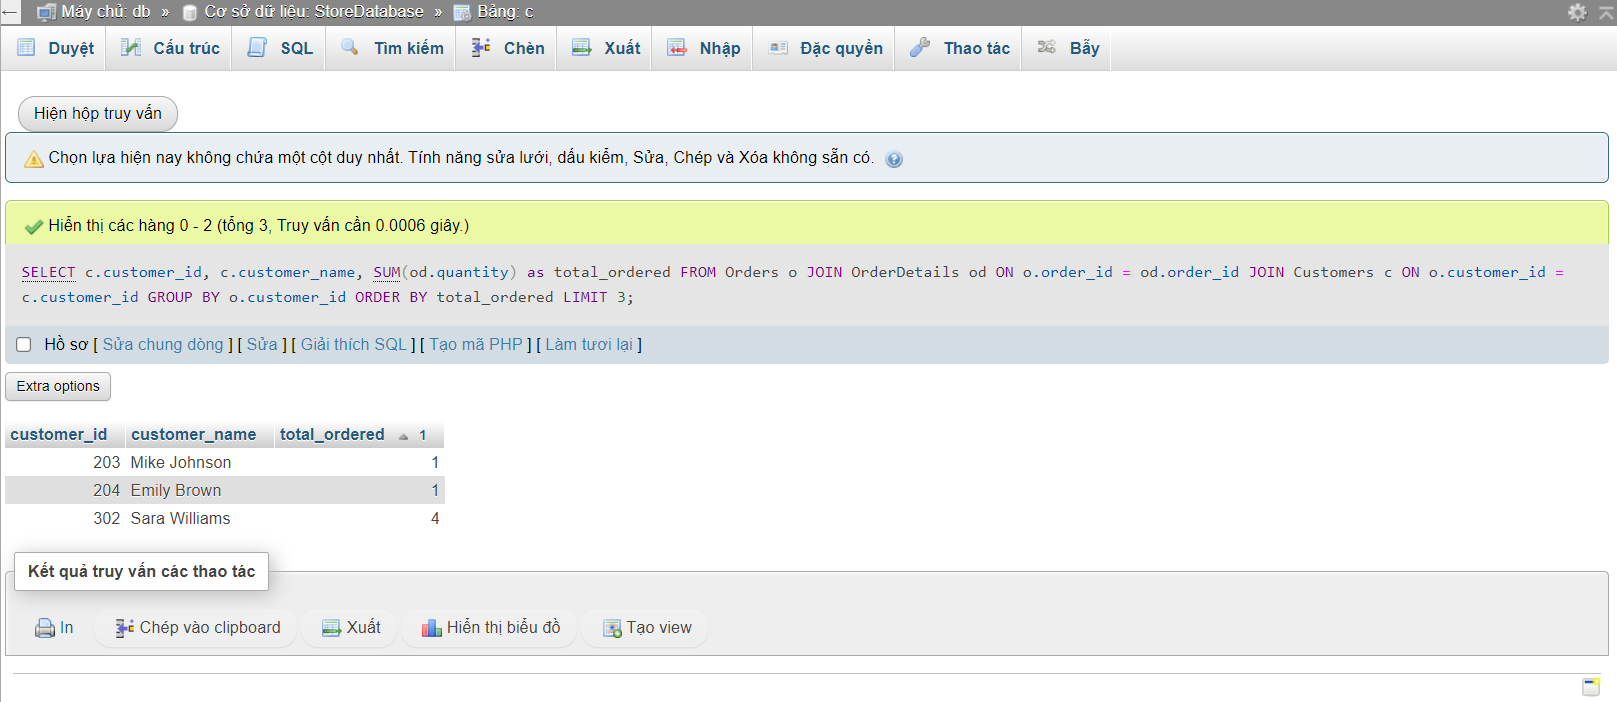 ← Máy chủ: db » Cơ sở dữ liệu: StoreDatabase » Bảng: c
Duyệt Cấu trúc SQL Tìm kiếm Chèn Xuất Nhập Đặc quyền Thao tác Bẫy
Hiện hộp truy vấn
Chọn lựa hiện nay không chứa một cột duy nhất. Tính năng sửa lưới, dấu kiểm, Sửa, Chép và Xóa không sẵn có.
Hiển thị các hàng 0 - 2 (tổng 3, Truy vấn cần 0.0006 giây.)
SELECT c.customer_id, c.customer_name, SUM(od.quantity) as total_ordered FROM Orders o JOIN OrderDetails od ON o.order_id = od.order_id JOIN Customers c ON o.customer_id =
c.customer_id GROUP BY o.customer_id ORDER BY total_ordered LIMIT 3;
Hồ sơ [ Sửa chung dòng ] [ Sửa ] [ Giải thích SQL ] [ Tạo mã PHP ] [ Làm tươi lại ]
Extra options
customer_id customer_name total_ordered 1
203 Mike Johnson 1
204 Emily Brown 1
302 Sara Williams 4
Kết quả truy vấn các thao tác
In Chép vào clipboard Xuất Hiển thị biểu đồ Tạo view